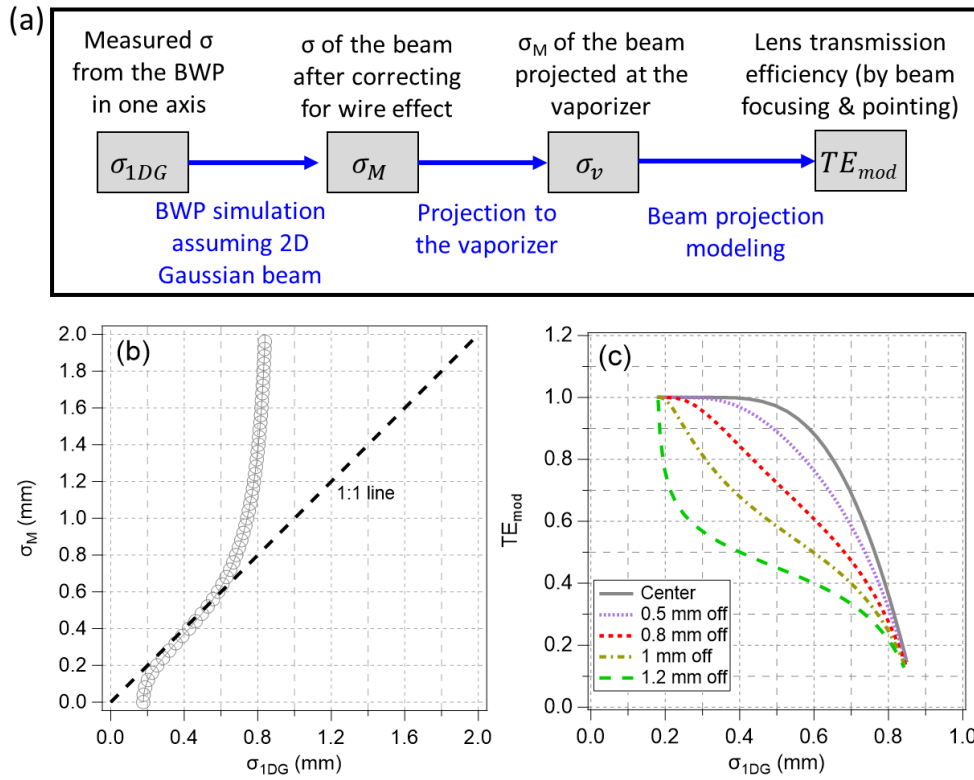 (a)
Measured σ
from the BWP
in one axis
σ of the beam
after correcting
for wire effect
σM of the beam
projected at the
vaporizer
Lens transmission
efficiency (by beam
focusing & pointing)
σ1DG
σM
σv
TEmod
BWP simulation
assuming 2D
Gaussian beam
Projection to
the vaporizer
Beam projection
modeling
(b)
2.0
1.8
1.6
1.4
1.2
1.0
0.8
0.6
0.4
0.2
0.0
σM (mm)
1:1 line
0.0 0.4 0.8 1.2 1.6 2.0
σ1DG (mm)
(c)
1.2
1.0
0.8
0.6
0.4
0.2
0.0
TEmod
Center
0.5 mm off
0.8 mm off
1 mm off
1.2 mm off
0.0 0.2 0.4 0.6 0.8 1.0
σ1DG (mm)